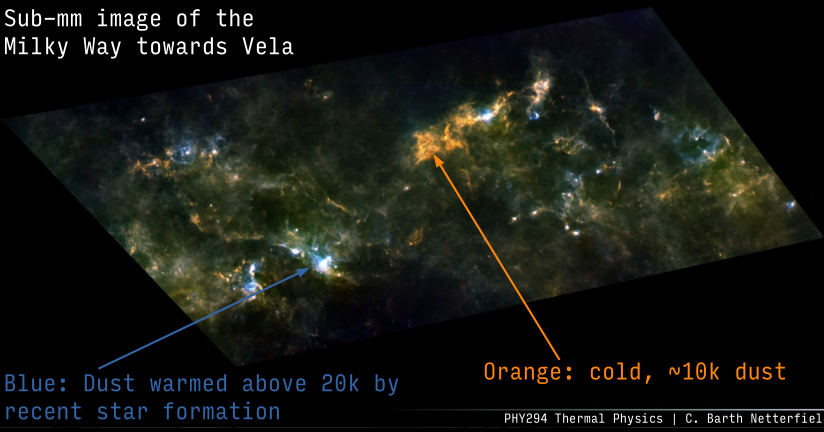 Sub-mm image of the
Milky Way towards Vela
Orange: cold, ~10k dust
Blue: Dust warmed above 20k by
recent star formation
PHY294 Thermal Physics | C. Barth Netterfiel